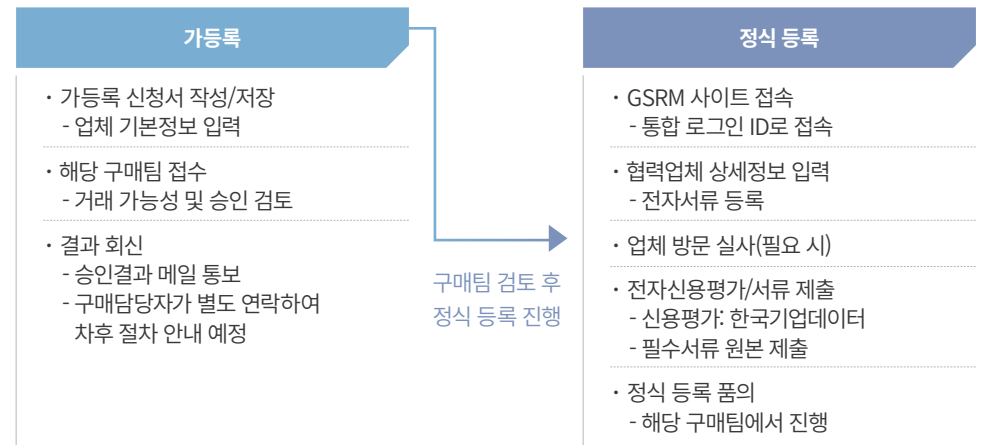 가등록
· 가등록 신청서 작성/저장
- 업체 기본정보 입력
· 해당 구매팀 접수
- 거래 가능성 및 승인 검토
· 결과 회신
- 승인결과 메일 통보
- 구매담당자가 별도 연락하여
차후 절차 안내 예정
구매팀 검토 후
정식 등록 진행
정식 등록
· GSRM 사이트 접속
- 통합 로그인 ID로 접속
· 협력업체 상세정보 입력
- 전자서류 등록
· 업체 방문 실사(필요 시)
· 전자신용평가/서류 제출
- 신용평가: 한국기업데이터
- 필수서류 원본 제출
· 정식 등록 품의
- 해당 구매팀에서 진행